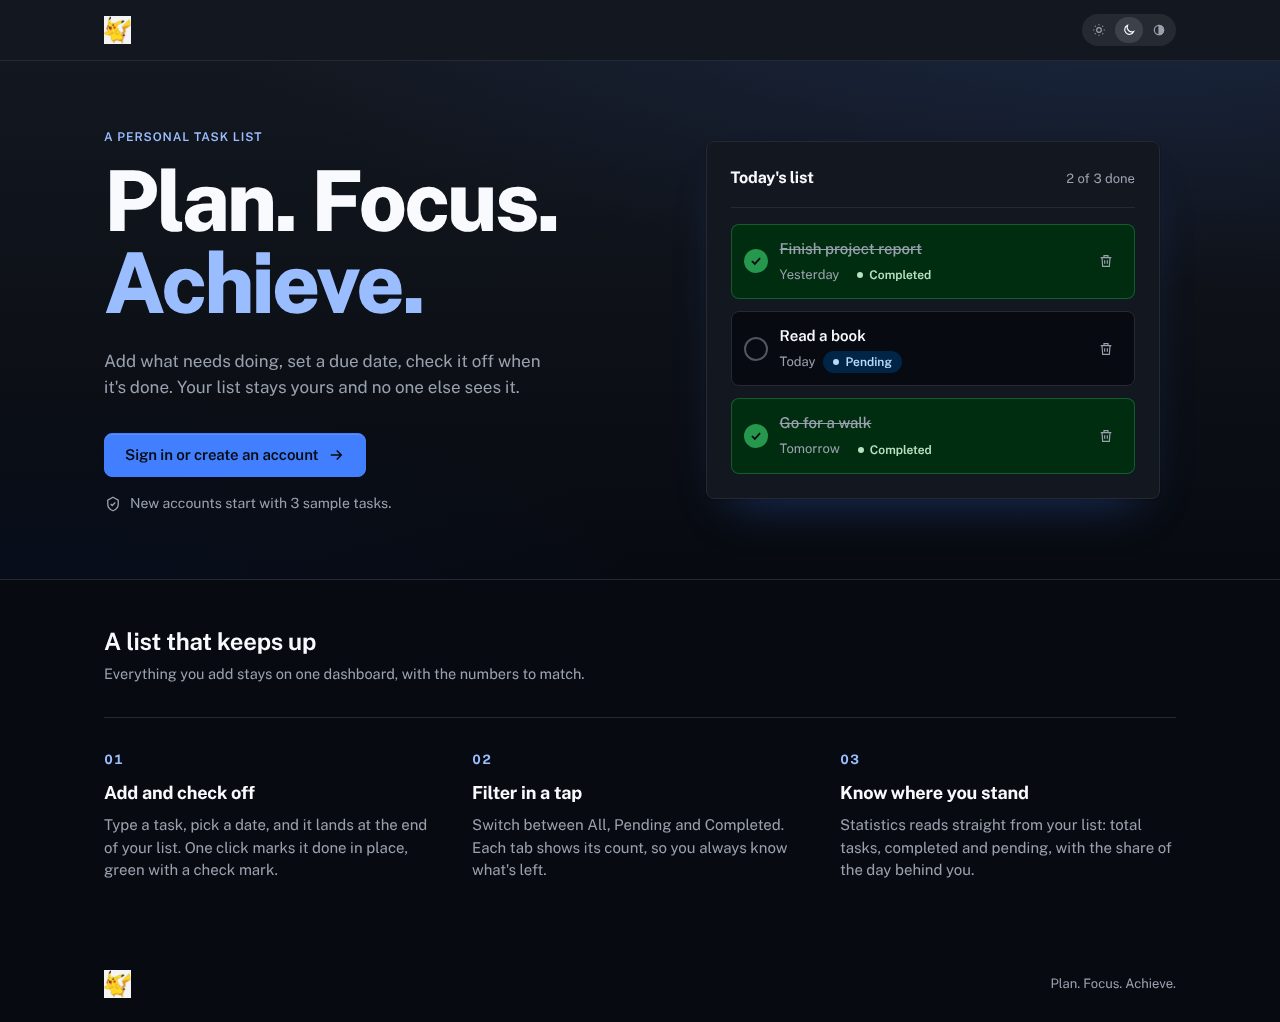 A PERSONAL TASK LIST
Plan. Focus.
Achieve.
Add what needs doing, set a due date, check it off when
it's done. Your list stays yours and no one else sees it.
Sign in or create an account
New accounts start with 3 sample tasks.
Today's list
2 of 3 done
Finish project report
Yesterday
Completed
Read a book
Today
Pending
Go for a walk
Tomorrow
Completed
A list that keeps up
Everything you add stays on one dashboard, with the numbers to match.
01
Add and check off
Type a task, pick a date, and it lands at the end
of your list. One click marks it done in place,
green with a check mark.
02
Filter in a tap
Switch between All, Pending and Completed.
Each tab shows its count, so you always know
what's left.
03
Know where you stand
Statistics reads straight from your list: total
tasks, completed and pending, with the share of
the day behind you.
Plan. Focus. Achieve.